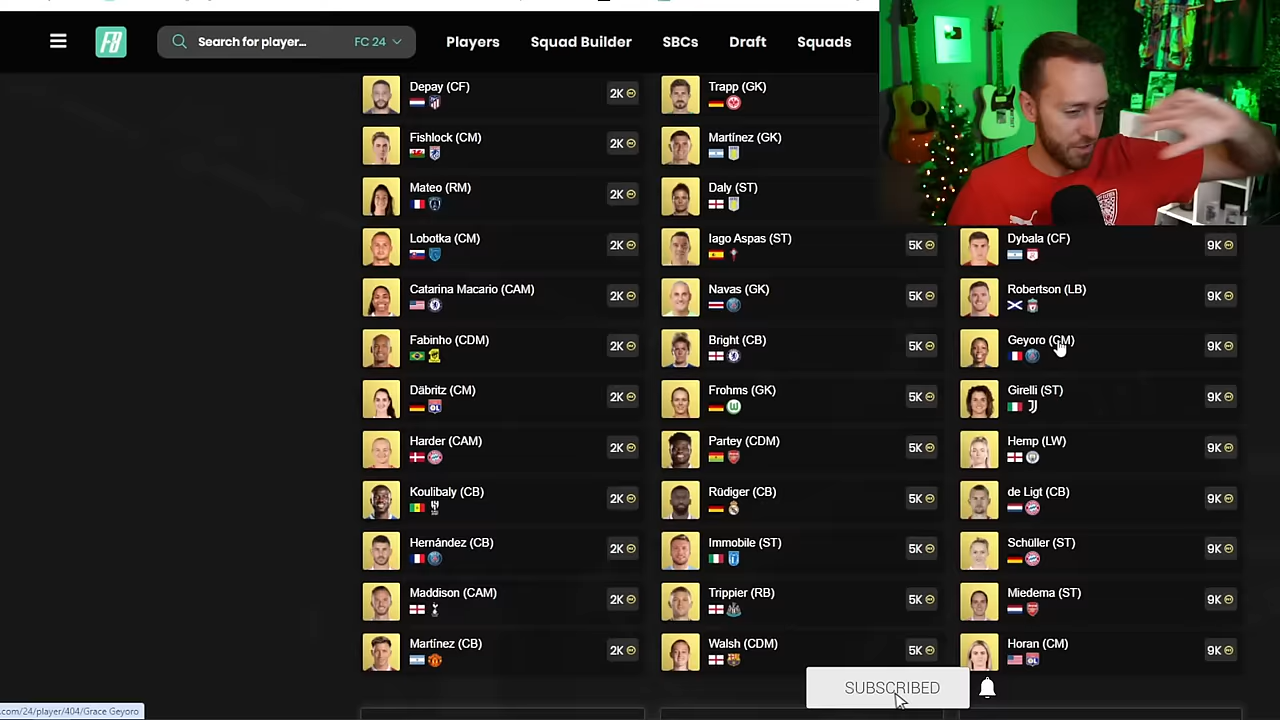 FB
Search for player...
FC 24
Players
Squad Builder
SBCs
Draft
Squads
Depay (CF)
2K
Fishlock (CM)
2K
Mateo (RM)
2K
Lobotka (CM)
2K
Catarina Macario (CAM)
2K
Fabinho (CDM)
2K
Däbritz (CM)
2K
Harder (CAM)
2K
Koulibaly (CB)
2K
Hernández (CB)
2K
Maddison (CAM)
2K
Martínez (CB)
2K
Trapp (GK)
Martínez (GK)
Daly (ST)
Iago Aspas (ST)
5K
Navas (GK)
5K
Bright (CB)
5K
Frohms (GK)
5K
Partey (CDM)
5K
Rüdiger (CB)
5K
Immobile (ST)
5K
Trippier (RB)
5K
Walsh (CDM)
5K
Dybala (CF)
9K
Robertson (LB)
9K
Geyoro (CM)
9K
Girelli (ST)
9K
Hemp (LW)
9K
de Ligt (CB)
9K
Schüller (ST)
9K
Miedema (ST)
9K
Horan (CM)
9K
SUBSCRIBED
.com/24/player/404/Grace Geyoro